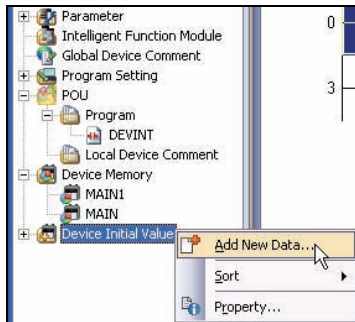 Parameter
Intelligent Function Module
Global Device Comment
Program Setting
POU
Program
DEVINT
Local Device Comment
Device Memory
MAIN1
MAIN
Device Initial Value
Add New Data...
Sort
Property...
0
3